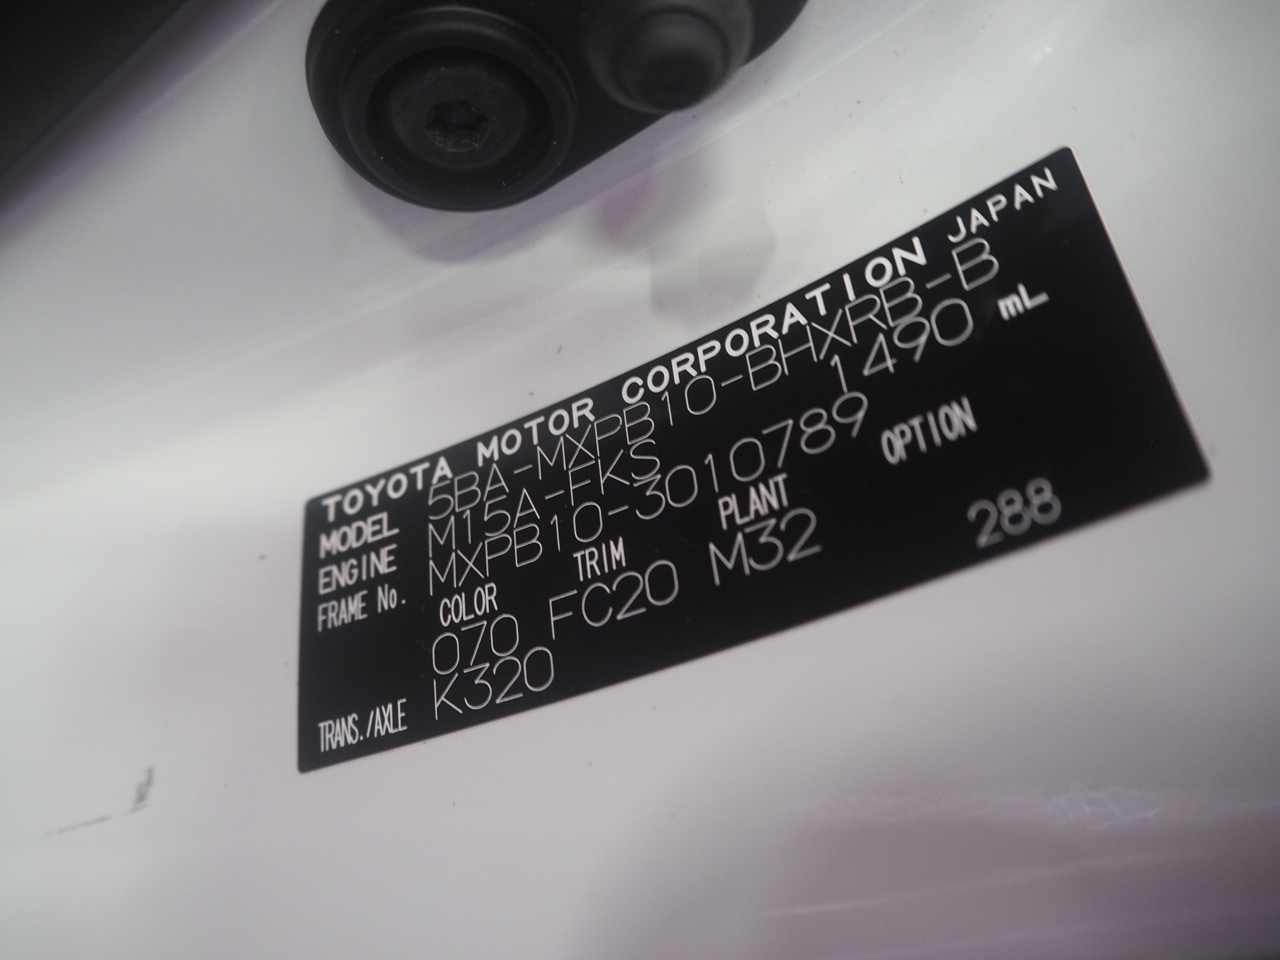 TOYOTA MOTOR CORPORATION JAPAN
MODEL 5BA-MXPB10-BHXRB-B
ENGINE M15A-FKS 1490 mL
FRAME No. MXPB10-3010789
COLOR TRIM PLANT OPTION
070 FC20 M32 288
TRANS./AXLE K320